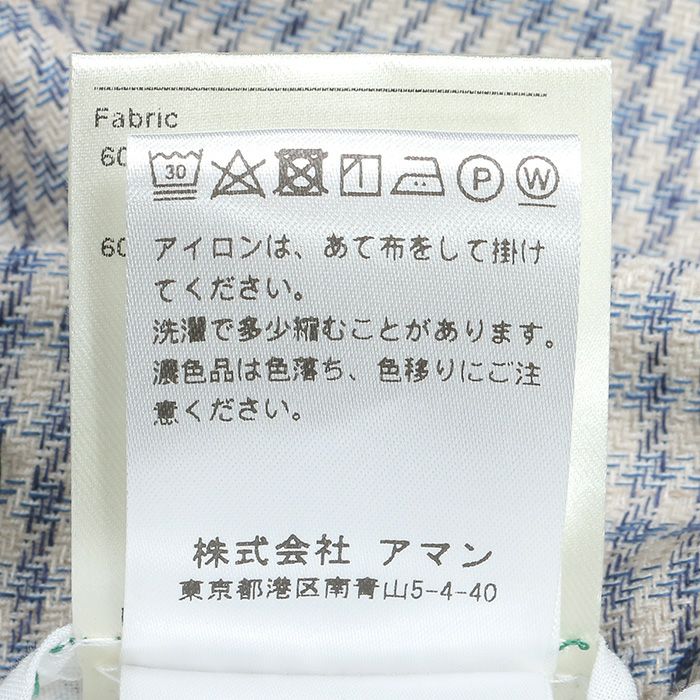 Fabric
60
30 P W
60
アイロンは、あて布をして掛け
てください。
洗濯で多少縮むことがあります。
濃色品は色落ち、色移りにご注
意ください。
株式会社 アマン
東京都港区南青山5-4-40